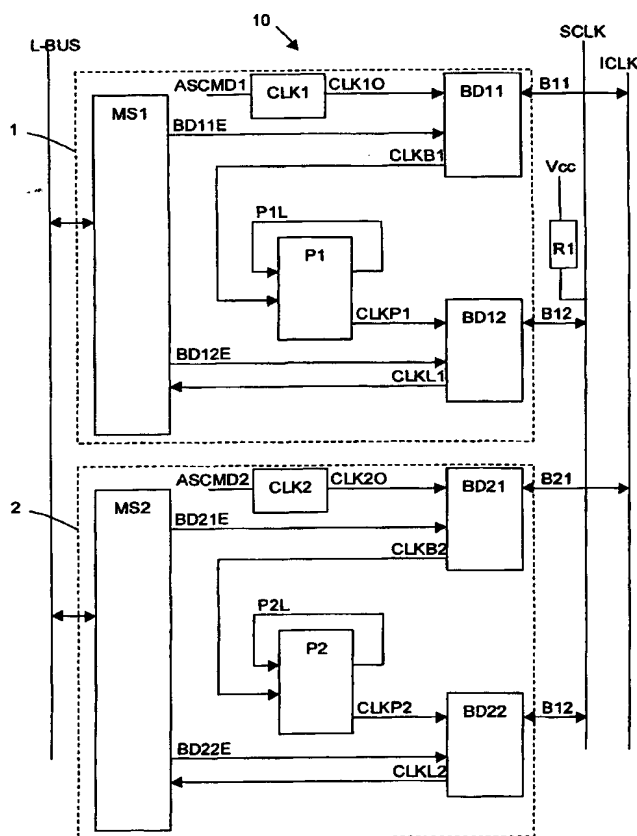 10
L-BUS
SCLK
ICLK
ASCMD1
CLK1
CLK1O
BD11
B11
MS1
BD11E
1
CLKB1
Vcc
P1L
R1
P1
CLKP1
BD12
B12
BD12E
CLKL1
ASCMD2
CLK2
CLK2O
BD21
B21
2
MS2
BD21E
CLKB2
P2L
P2
CLKP2
BD22
B12
BD22E
CLKL2